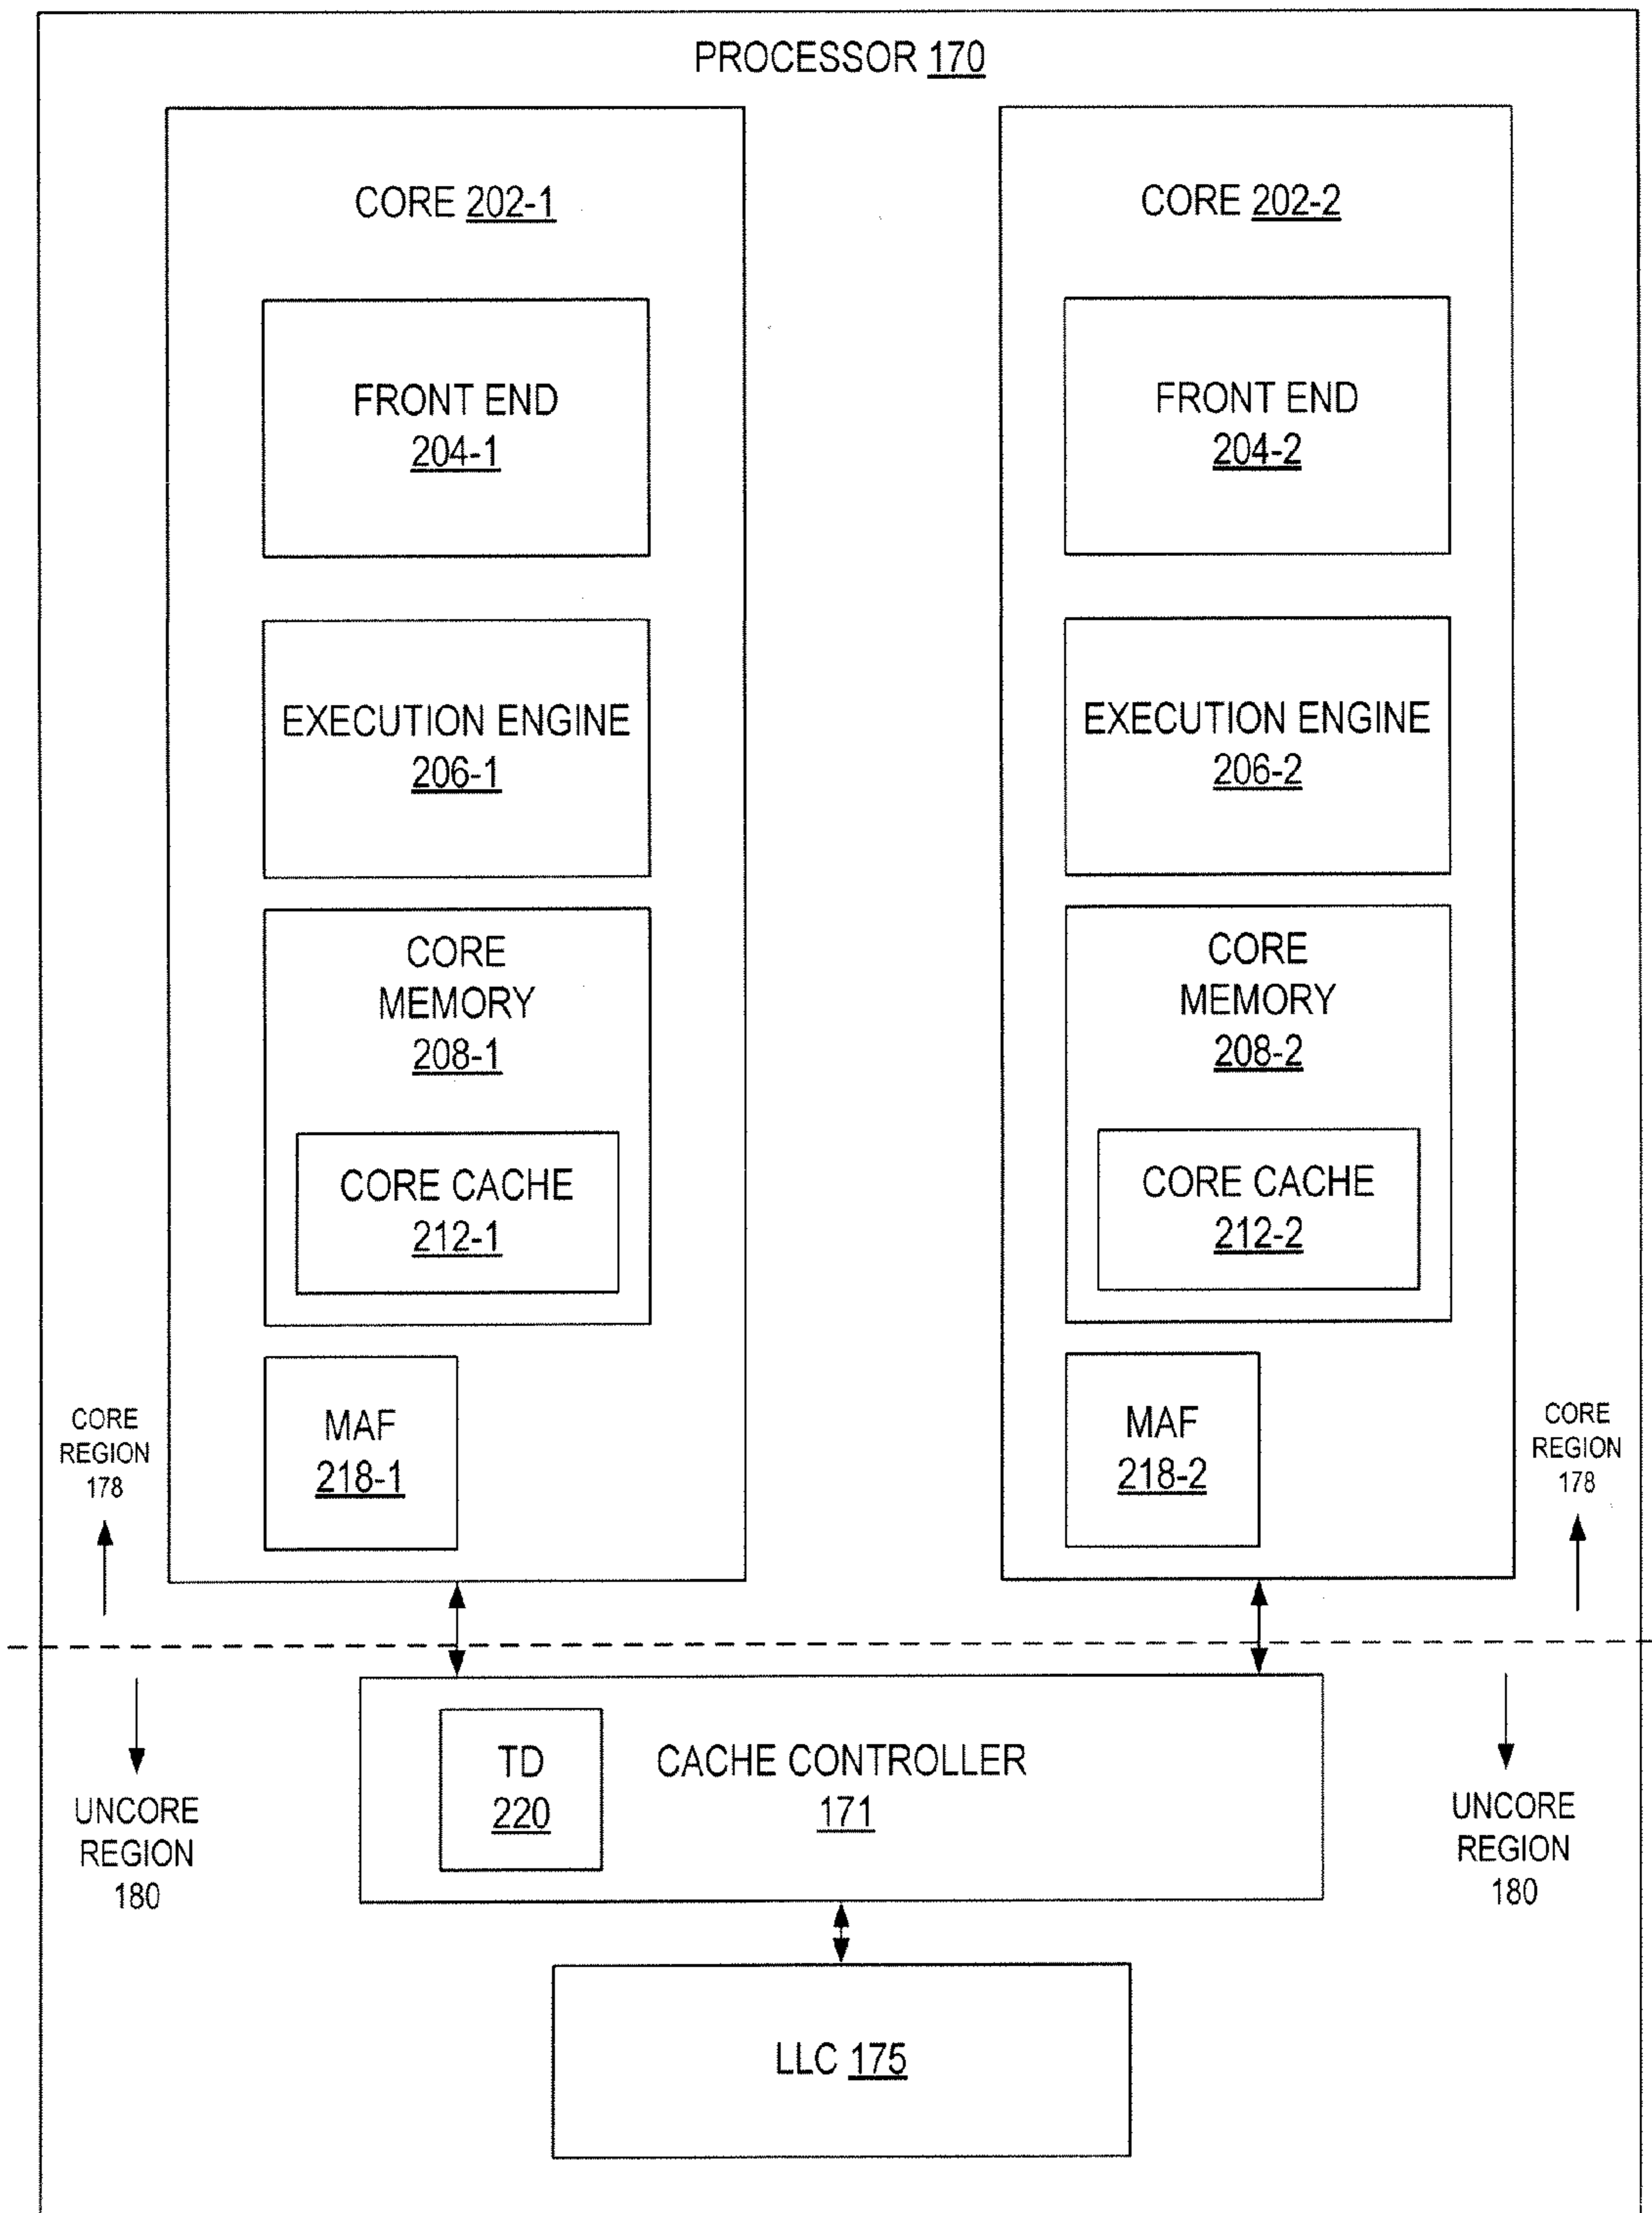 PROCESSOR 170
CORE 202-1
FRONT END
204-1
EXECUTION ENGINE
206-1
CORE
MEMORY
208-1
CORE CACHE
212-1
MAF
218-1
CORE 202-2
FRONT END
204-2
EXECUTION ENGINE
206-2
CORE
MEMORY
208-2
CORE CACHE
212-2
MAF
218-2
CORE
REGION
178
CORE
REGION
178
UNCORE
REGION
180
TD
220
CACHE CONTROLLER
171
UNCORE
REGION
180
LLC 175